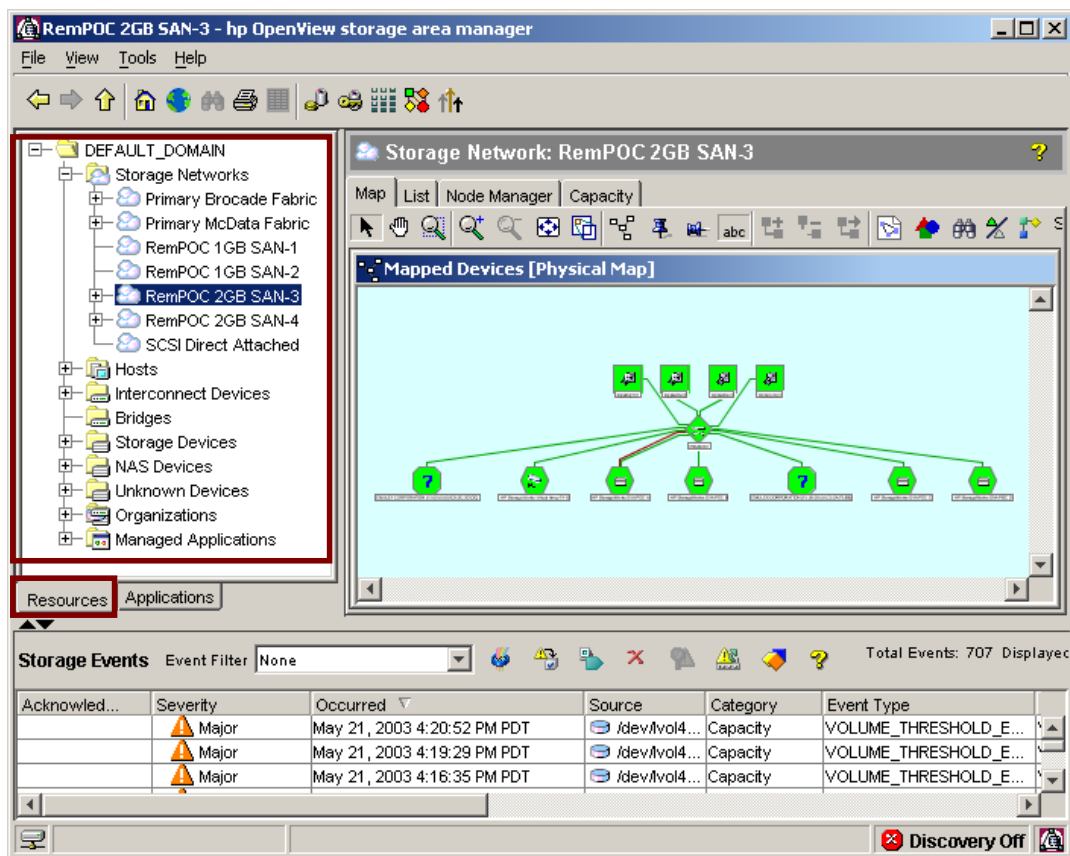 RemPOC 2GB SAN-3 - hp OpenView storage area manager
File View Tools Help
DEFAULT_DOMAIN
Storage Networks
Primary Brocade Fabric
Primary McData Fabric
RemPOC 1GB SAN-1
RemPOC 1GB SAN-2
RemPOC 2GB SAN-3
RemPOC 2GB SAN-4
SCSI Direct Attached
Hosts
Interconnect Devices
Bridges
Storage Devices
NAS Devices
Unknown Devices
Organizations
Managed Applications
Resources Applications
Storage Network: RemPOC 2GB SAN-3 ?
Map List Node Manager Capacity
abc S
Mapped Devices [Physical Map]
? ?
Storage Events Event Filter None ? Total Events: 707 Displayed
Acknowled... Severity Occurred Source Category Event Type
Major May 21, 2003 4:20:52 PM PDT /dev/lvol4... Capacity VOLUME_THRESHOLD_E...
Major May 21, 2003 4:19:29 PM PDT /dev/lvol4... Capacity VOLUME_THRESHOLD_E...
Major May 21, 2003 4:16:35 PM PDT /dev/lvol4... Capacity VOLUME_THRESHOLD_E...
Discovery Off